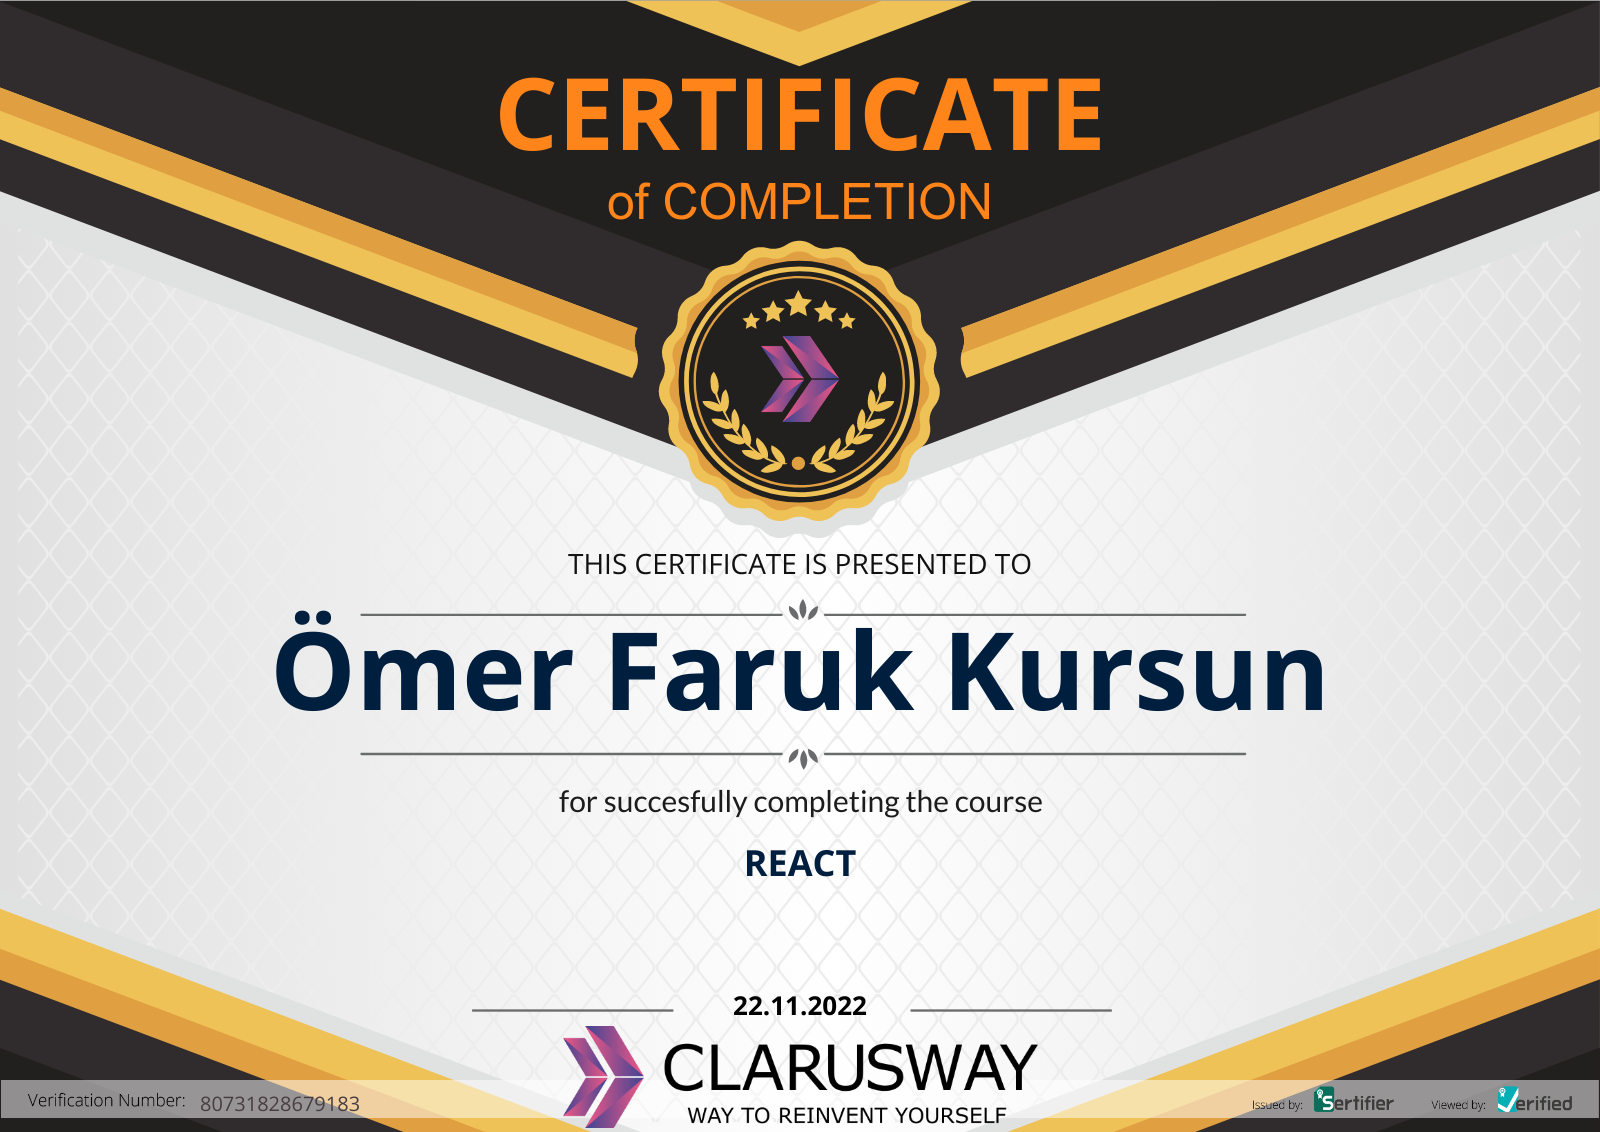 CERTIFICATE
of COMPLETION
THIS CERTIFICATE IS PRESENTED TO
Ömer Faruk Kursun
for succesfully completing the course
REACT
22.11.2022
CLARUSWAY
WAY TO REINVENT YOURSELF
Verification Number: 80731828679183
Issued by: Sertifier
Viewed by: Verified